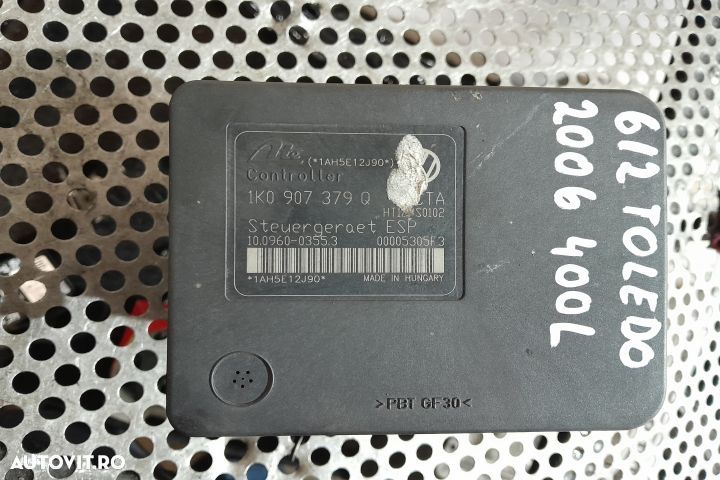 Ate (*1AH5E12J90*)
Controller
1K0 907 379 Q
Steuergeraet ESP
10.0960-0355.3 00005305F3
*1AH5E12J90* MADE IN HUNGARY
>PBT GF30<
612 TOLEDO
2006 400L
AUTOVIT.RO